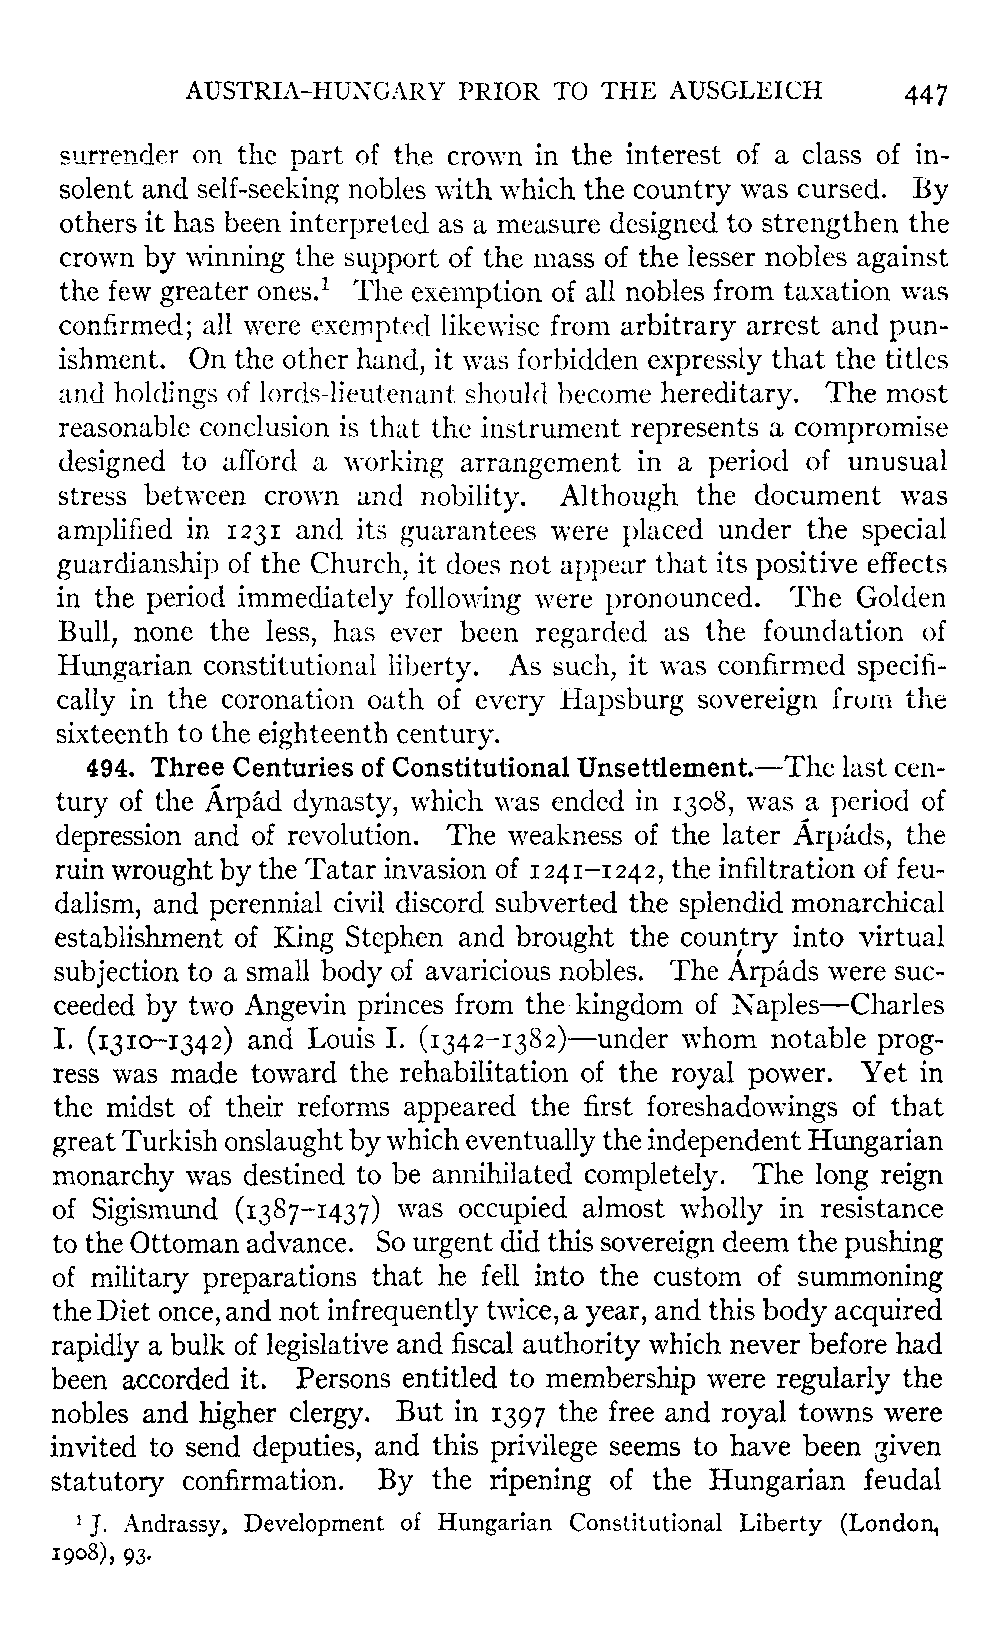 AUSTRIA-HUNGARY PRIOR TO THE AUSGLEICH 447
surrender on the part of the crown in the interest of a class of in-
solent and self-seeking nobles with which the country was cursed. By
others it has been interpreted as a measure designed to strengthen the
crown by winning the support of the mass of the lesser nobles against
the few greater ones.¹ The exemption of all nobles from taxation was
confirmed; all were exempted likewise from arbitrary arrest and pun-
ishment. On the other hand, it was forbidden expressly that the titles
and holdings of lords-lieutenant should become hereditary. The most
reasonable conclusion is that the instrument represents a compromise
designed to afford a working arrangement in a period of unusual
stress between crown and nobility. Although the document was
amplified in 1231 and its guarantees were placed under the special
guardianship of the Church, it does not appear that its positive effects
in the period immediately following were pronounced. The Golden
Bull, none the less, has ever been regarded as the foundation of
Hungarian constitutional liberty. As such, it was confirmed specifi-
cally in the coronation oath of every Hapsburg sovereign from the
sixteenth to the eighteenth century.
494. Three Centuries of Constitutional Unsettlement.—The last cen-
tury of the Árpád dynasty, which was ended in 1308, was a period of
depression and of revolution. The weakness of the later Árpáds, the
ruin wrought by the Tatar invasion of 1241–1242, the infiltration of feu-
dalism, and perennial civil discord subverted the splendid monarchical
establishment of King Stephen and brought the country into virtual
subjection to a small body of avaricious nobles. The Árpáds were suc-
ceeded by two Angevin princes from the kingdom of Naples—Charles
I. (1310–1342) and Louis I. (1342–1382)—under whom notable prog-
ress was made toward the rehabilitation of the royal power. Yet in
the midst of their reforms appeared the first foreshadowings of that
great Turkish onslaught by which eventually the independent Hungarian
monarchy was destined to be annihilated completely. The long reign
of Sigismund (1387–1437) was occupied almost wholly in resistance
to the Ottoman advance. So urgent did this sovereign deem the pushing
of military preparations that he fell into the custom of summoning
the Diet once, and not infrequently twice, a year, and this body acquired
rapidly a bulk of legislative and fiscal authority which never before had
been accorded it. Persons entitled to membership were regularly the
nobles and higher clergy. But in 1397 the free and royal towns were
invited to send deputies, and this privilege seems to have been given
statutory confirmation. By the ripening of the Hungarian feudal
¹ J. Andrassy, Development of Hungarian Constitutional Liberty (London,
1908), 93.